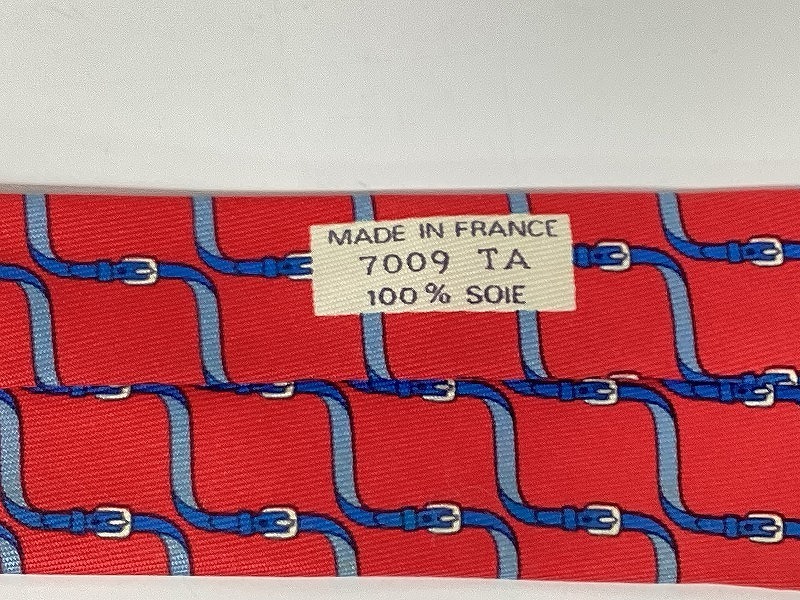 MADE IN FRANCE
7009 TA
100% SOIE